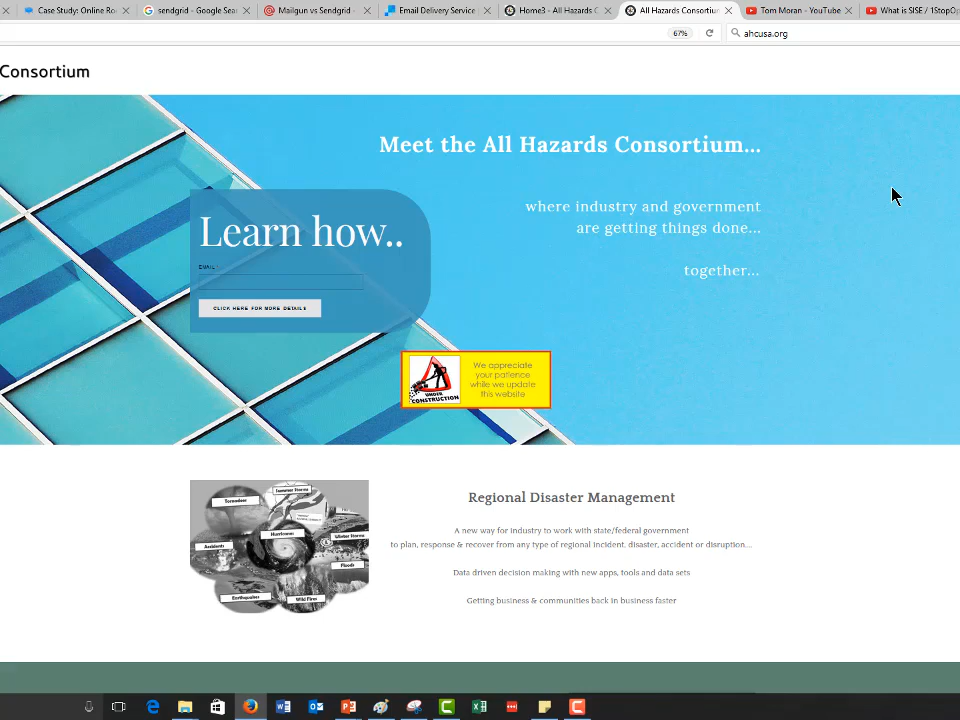 Case Study: Online Ro
sendgrid - Google Sea
Mailgun vs Sendgrid
Email Delivery Service
Home3 - All Hazards C
All Hazards Consortium
Tom Moran - YouTube
What is SISE / 1StopOp
67%
ahcusa.org
Consortium
Meet the All Hazards Consortium...
where industry and government
are getting things done...
together...
Learn how..
EMAIL
CLICK HERE FOR MORE DETAILS
UNDER
CONSTRUCTION
We appreciate
your patience
while we update
this website
Tornadoes
Summer Storms
Hurricanes
Winter Storms
Accidents
Floods
Earthquakes
Wild Fires
Regional Disaster Management
A new way for industry to work with state/federal government
to plan, response & recover from any type of regional incident, disaster, accident or disruption...
Data driven decision making with new apps, tools and data sets
Getting business & communities back in business faster